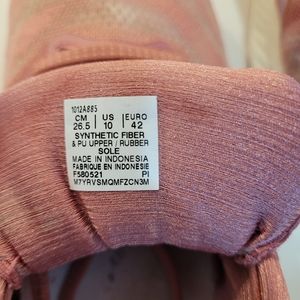 1012A885
CM | US | EURO
26.5 | 10 | 42
SYNTHETIC FIBER
& PU UPPER / RUBBER
SOLE
MADE IN INDONESIA
FABRIQUE EN INDONESIE
F580521 PI
M7YRVSMQMFZCN3M